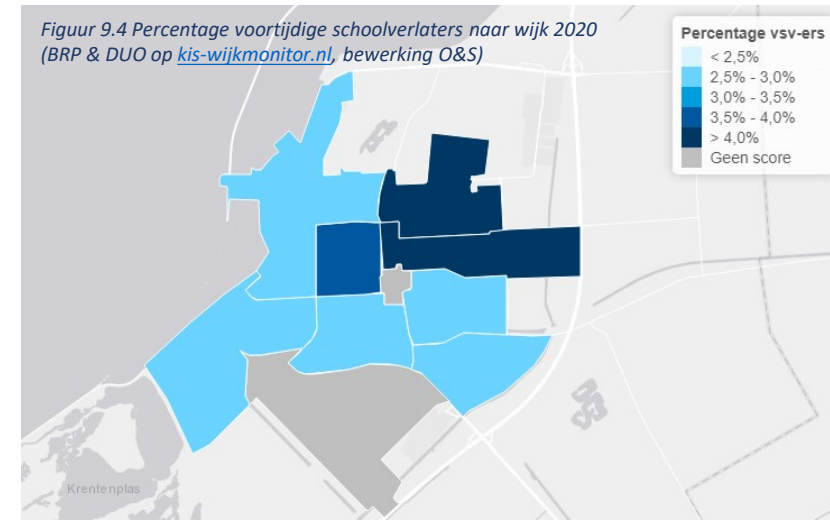 Figuur 9.4 Percentage voortijdige schoolverlaters naar wijk 2020
(BRP & DUO op kis-wijkmonitor.nl, bewerking O&S)
Percentage vsv-ers
< 2,5%
2,5% - 3,0%
3,0% - 3,5%
3,5% - 4,0%
> 4,0%
Geen score
Krentenplas